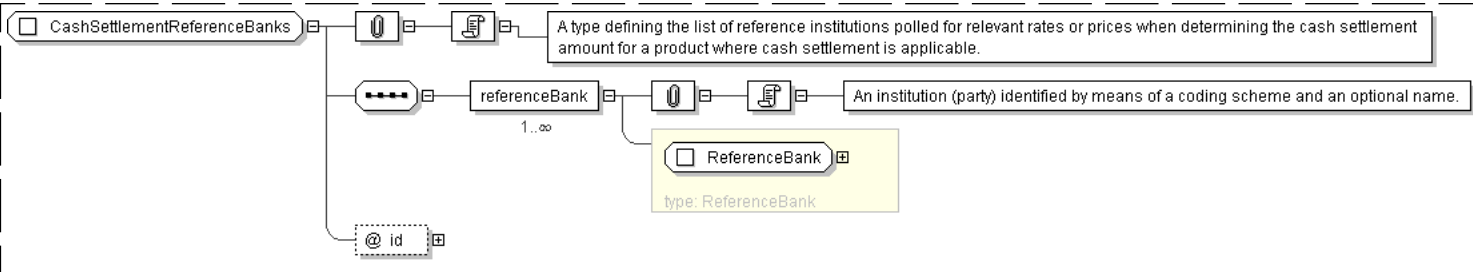 CashSettlementReferenceBanks
A type defining the list of reference institutions polled for relevant rates or prices when determining the cash settlement
amount for a product where cash settlement is applicable.
referenceBank
An institution (party) identified by means of a coding scheme and an optional name.
1..∞
ReferenceBank
type: ReferenceBank
@ id